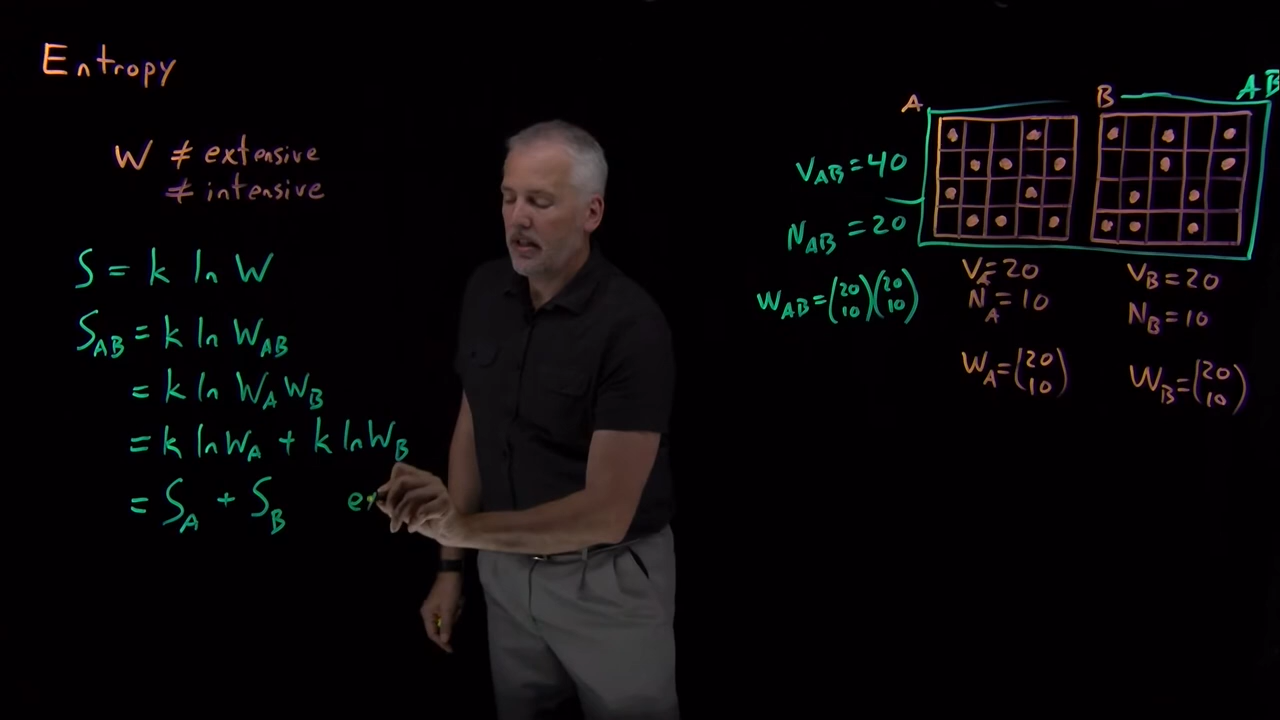 Entropy
W ≠ extensive
≠ intensive
S = k ln W
S_AB = k ln W_AB
= k ln W_A W_B
= k ln W_A + k ln W_B
= S_A + S_B
A B AB
V_AB = 40
N_AB = 20
W_AB = (20 10)(20 10)
V_A = 20
N_A = 10
W_A = (20 10)
V_B = 20
N_B = 10
W_B = (20 10)